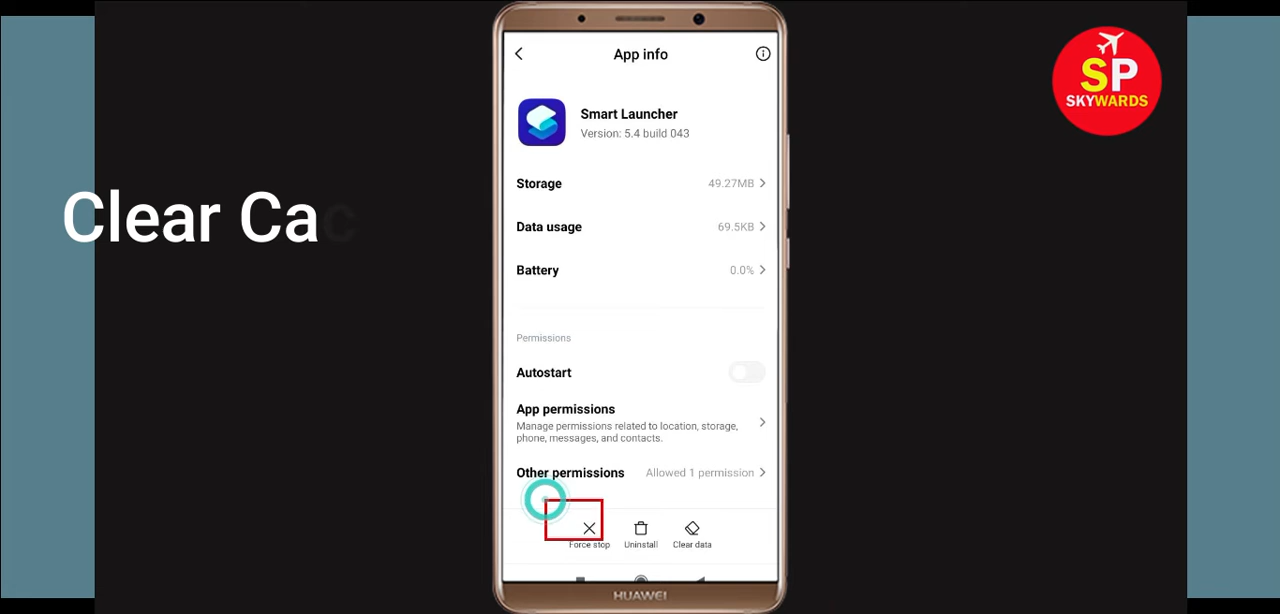 SP
SKYWARDS
Clear Cac
App info
Smart Launcher
Version: 5.4 build 043
Storage 49.27MB
Data usage 69.5KB
Battery 0.0%
Permissions
Autostart
App permissions
Manage permissions related to location, storage,
phone, messages, and contacts.
Other permissions Allowed 1 permission
Force stop Uninstall Clear data
HUAWEI